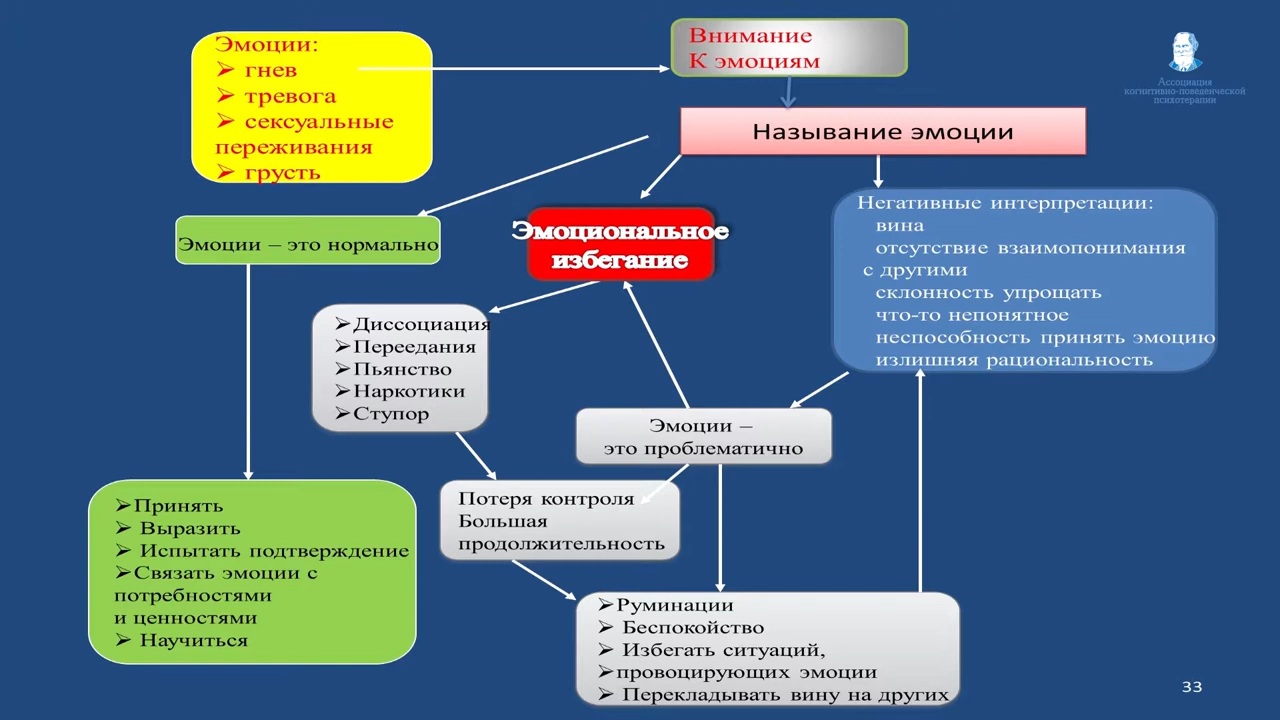 Эмоции:
➢ гнев
➢ тревога
➢ сексуальные
переживания
➢ грусть
Внимание
К эмоциям
Ассоциация
когнитивно-поведенческой
психотерапии
Называние эмоции
Эмоции – это нормально
Эмоциональное
избегание
Негативные интерпретации:
вина
отсутствие взаимопонимания
с другими
склонность упрощать
что-то непонятное
неспособность принять эмоцию
излишняя рациональность
➢Диссоциация
➢Переедания
➢Пьянство
➢Наркотики
➢Ступор
Эмоции –
это проблематично
➢Принять
➢ Выразить
➢ Испытать подтверждение
➢Связать эмоции с
потребностями
и ценностями
➢ Научиться
Потеря контроля
Большая
продолжительность
➢Руминации
➢ Беспокойство
➢ Избегать ситуаций,
➢провоцирующих эмоции
➢ Перекладывать вину на других
33